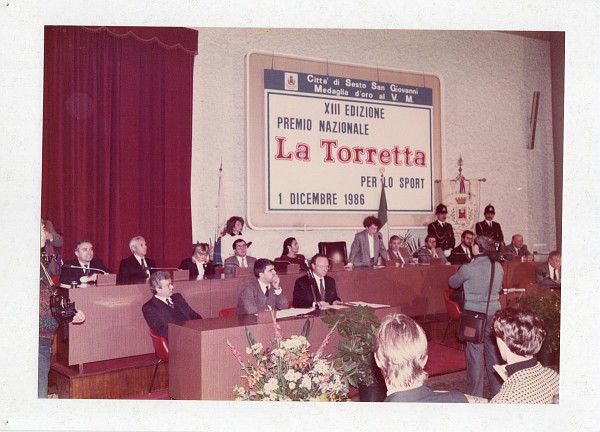 Citta' di Sesto San Giovanni
Medaglia d'oro al V. M.
XIII EDIZIONE
PREMIO NAZIONALE
La Torretta
PER LO SPORT
1 DICEMBRE 1986